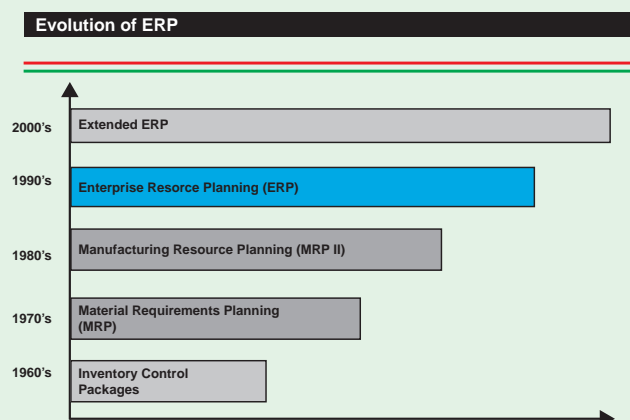 Evolution of ERP
2000's
Extended ERP
1990's
Enterprise Resorce Planning (ERP)
1980's
Manufacturing Resource Planning (MRP II)
1970's
Material Requirements Planning
(MRP)
1960's
Inventory Control
Packages